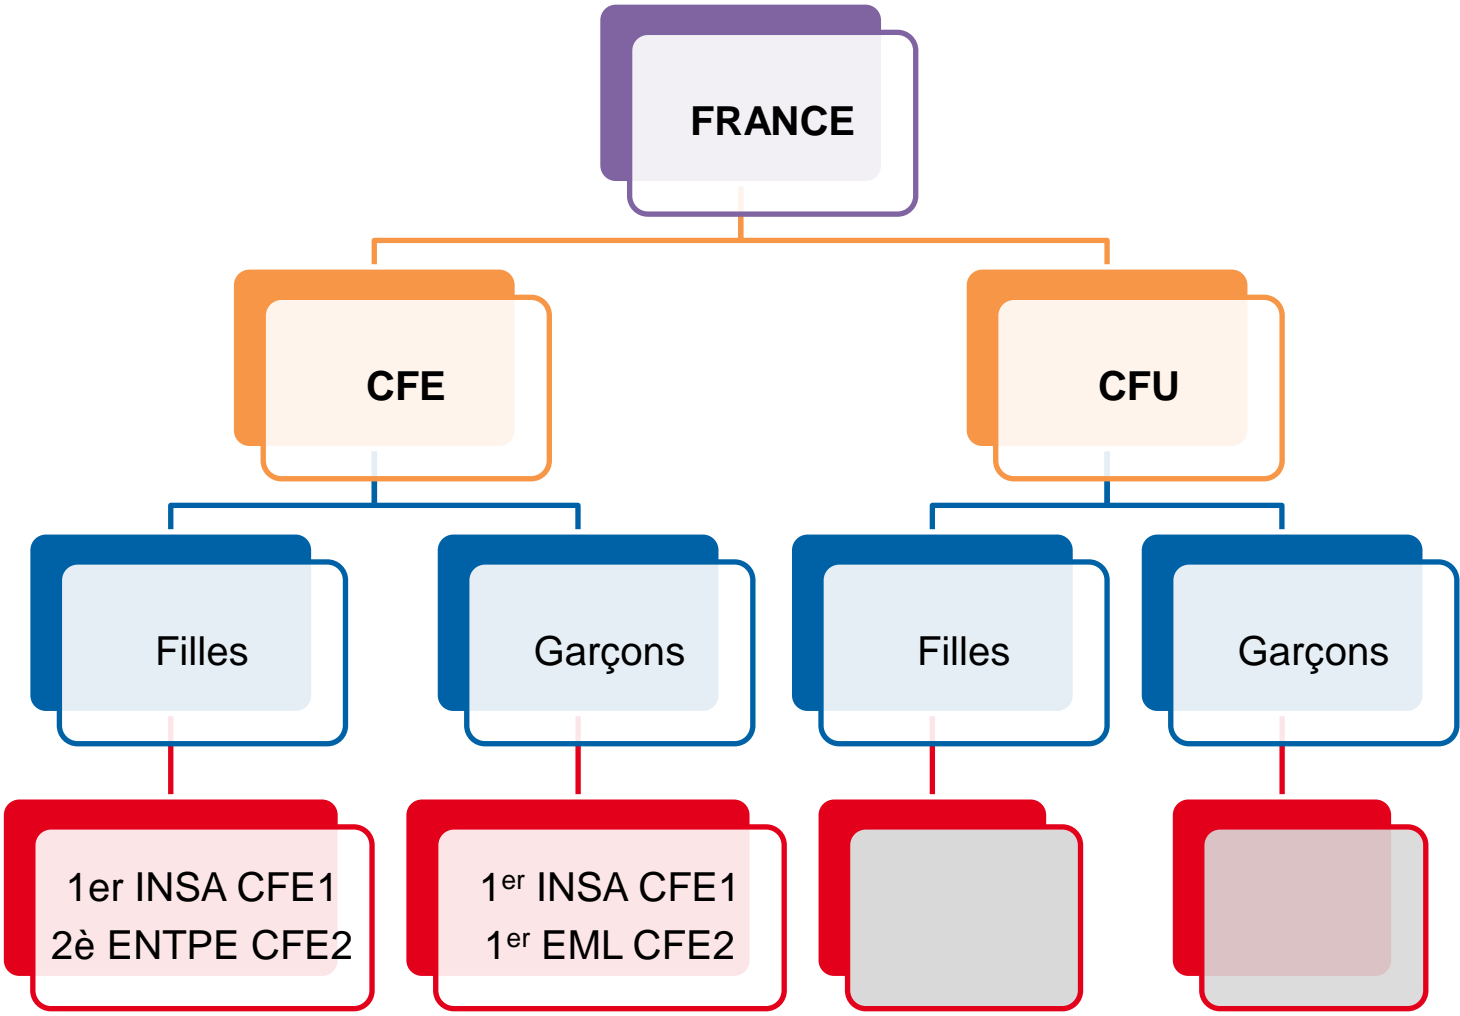 FRANCE
CFE
CFU
Filles
Garçons
Filles
Garçons
1er INSA CFE1
2è ENTPE CFE2
1er INSA CFE1
1er EML CFE2